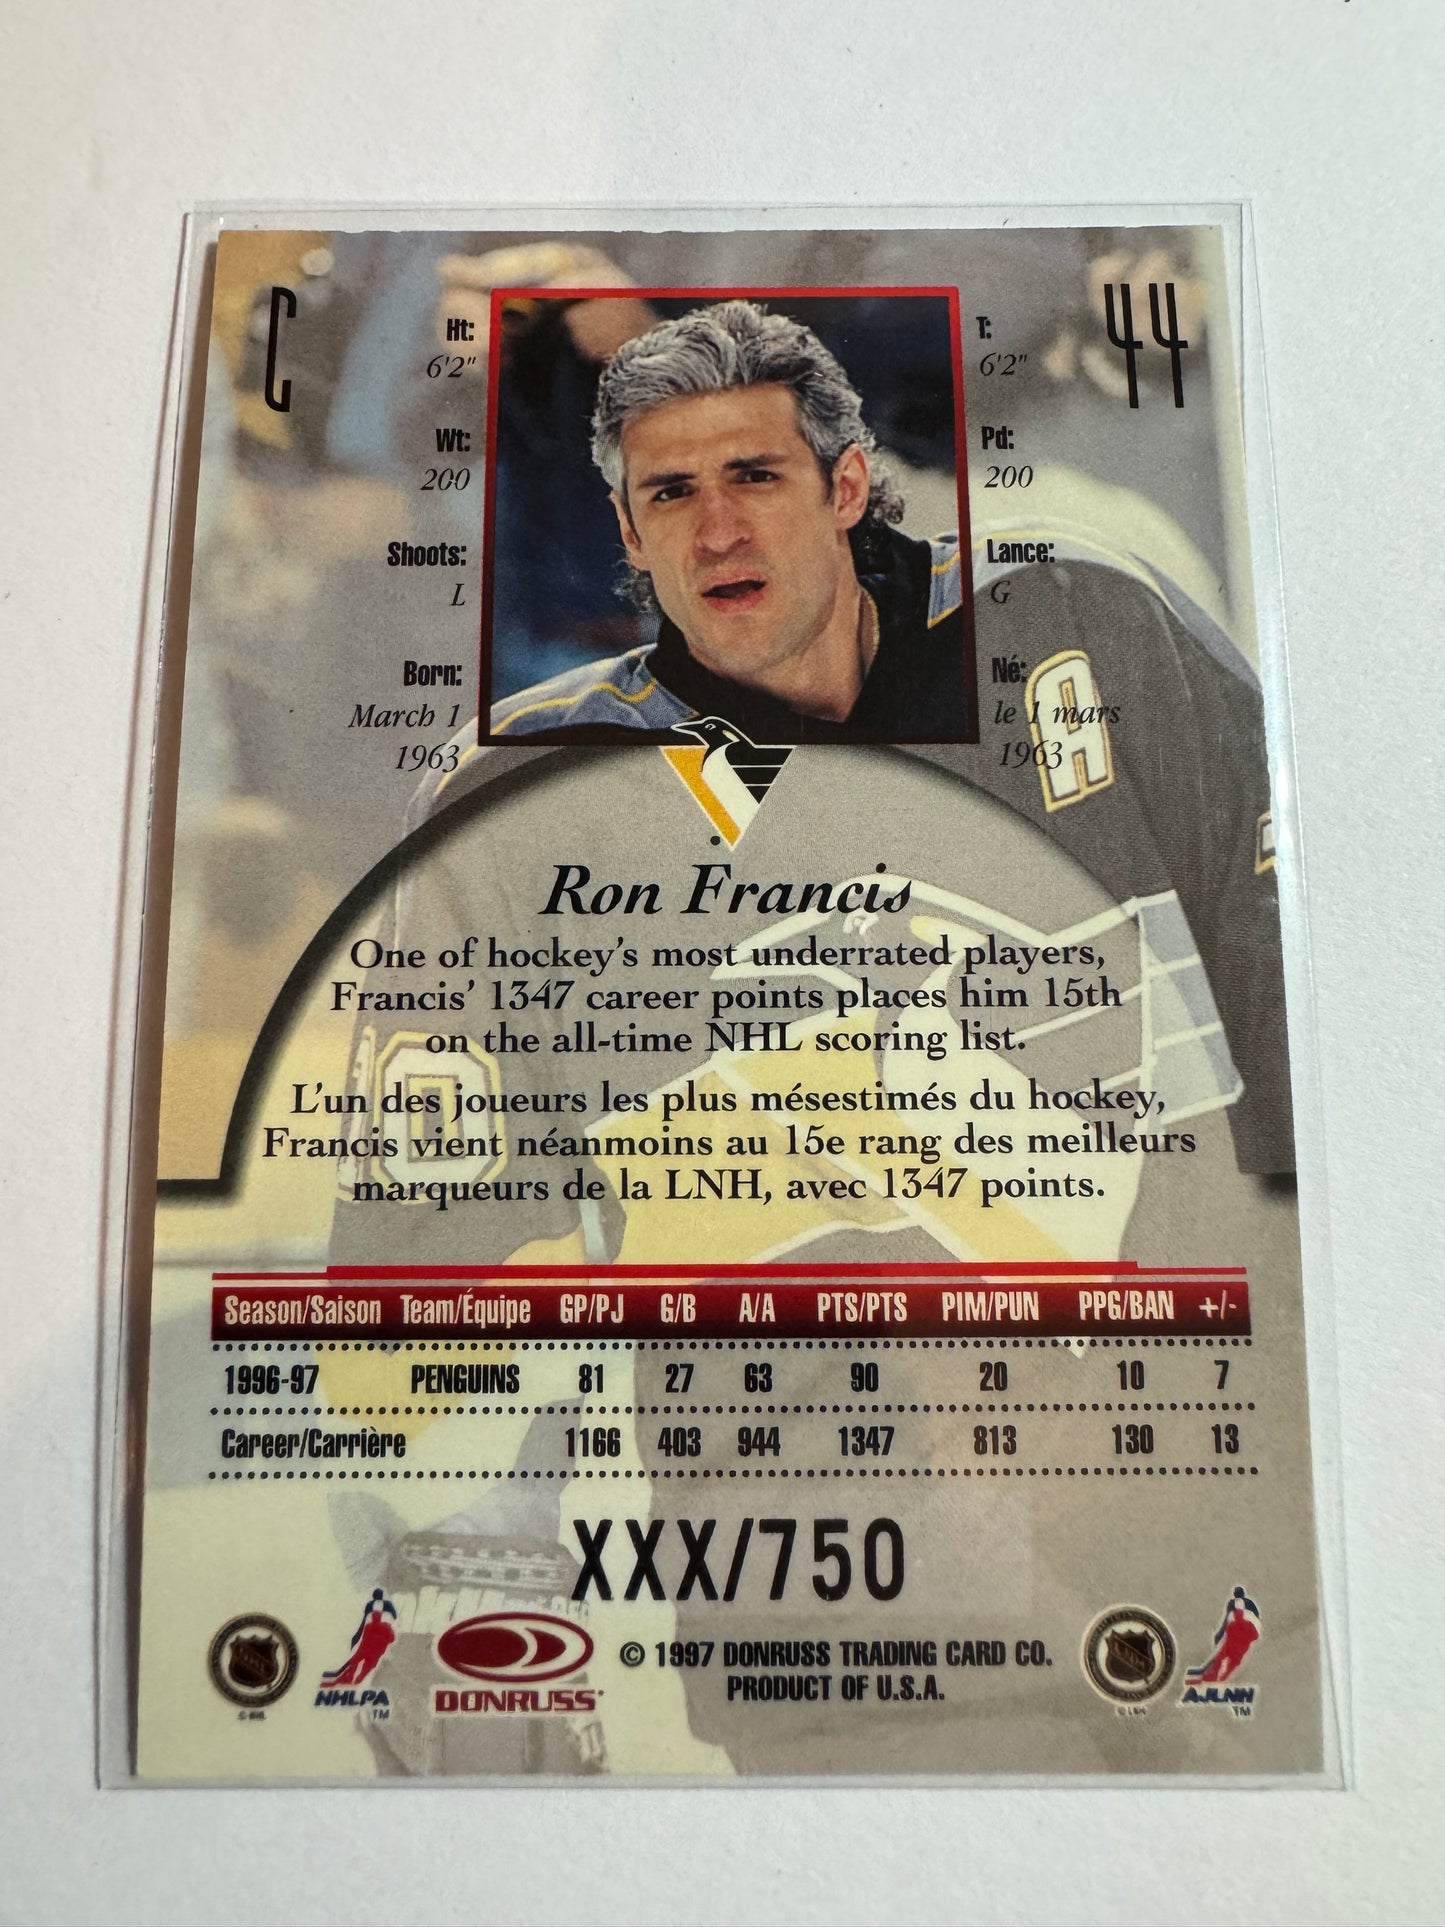 C
44
Ht:
6'2"
Wt:
200
Shoots:
L
Born:
March 1
1963
T:
6'2"
Pd:
200
Lance:
G
Né:
le 1 mars
1963
A
Ron Francis
One of hockey's most underrated players,
Francis' 1347 career points places him 15th
on the all-time NHL scoring list.
L'un des joueurs les plus mésestimés du hockey,
Francis vient néanmoins au 15e rang des meilleurs
marqueurs de la LNH, avec 1347 points.
Season/Saison Team/Équipe GP/PJ G/B A/A PTS/PTS PIM/PUN PPG/BAN +/-
1996-97 PENGUINS 81 27 63 90 20 10 7
Career/Carrière 1166 403 944 1347 813 130 13
XXX/750
NHLPA
TM
DONRUSS
© 1997 DONRUSS TRADING CARD CO.
PRODUCT OF U.S.A.
AJLNH
TM